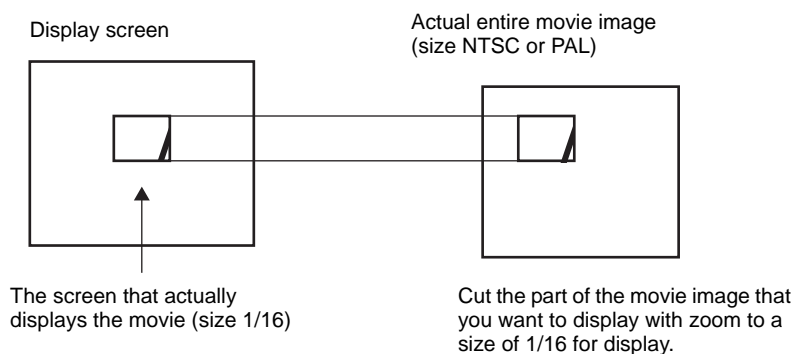 Display screen
Actual entire movie image
(size NTSC or PAL)
The screen that actually
displays the movie (size 1/16)
Cut the part of the movie image that
you want to display with zoom to a
size of 1/16 for display.